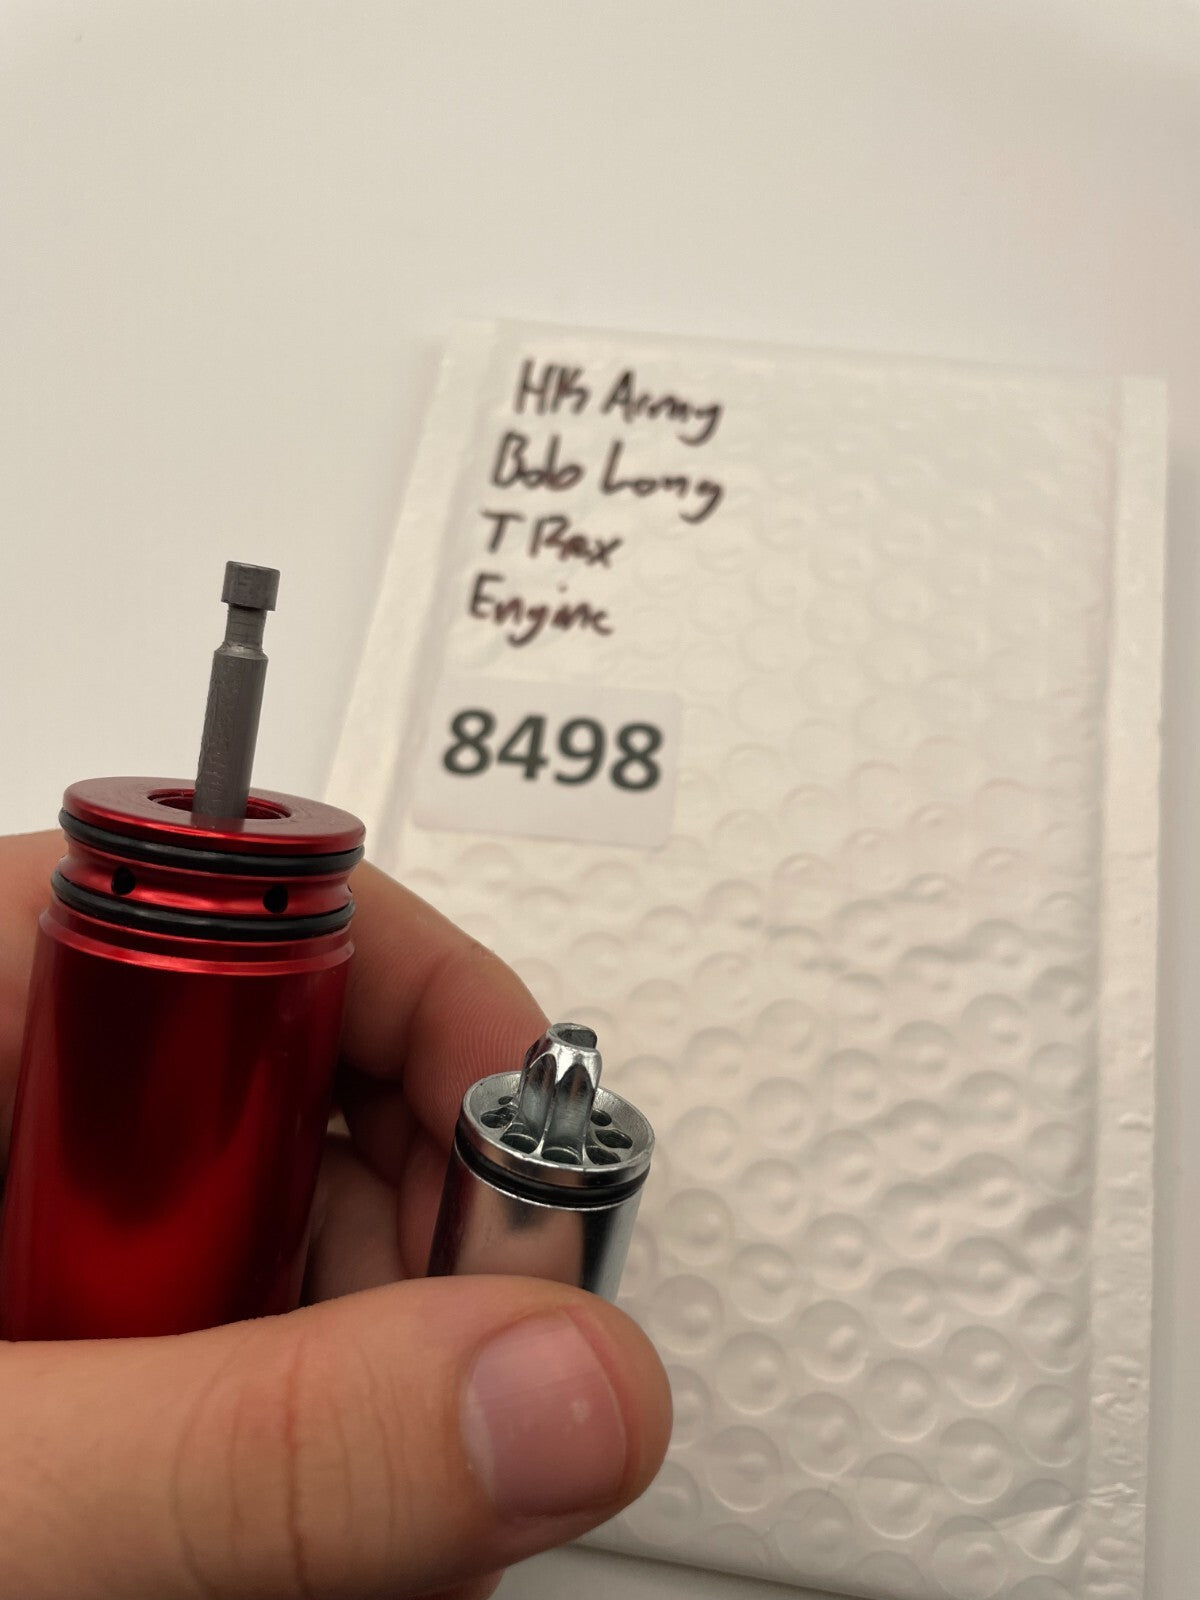 HK Army
Bob Long
T Rex
Engine
8498